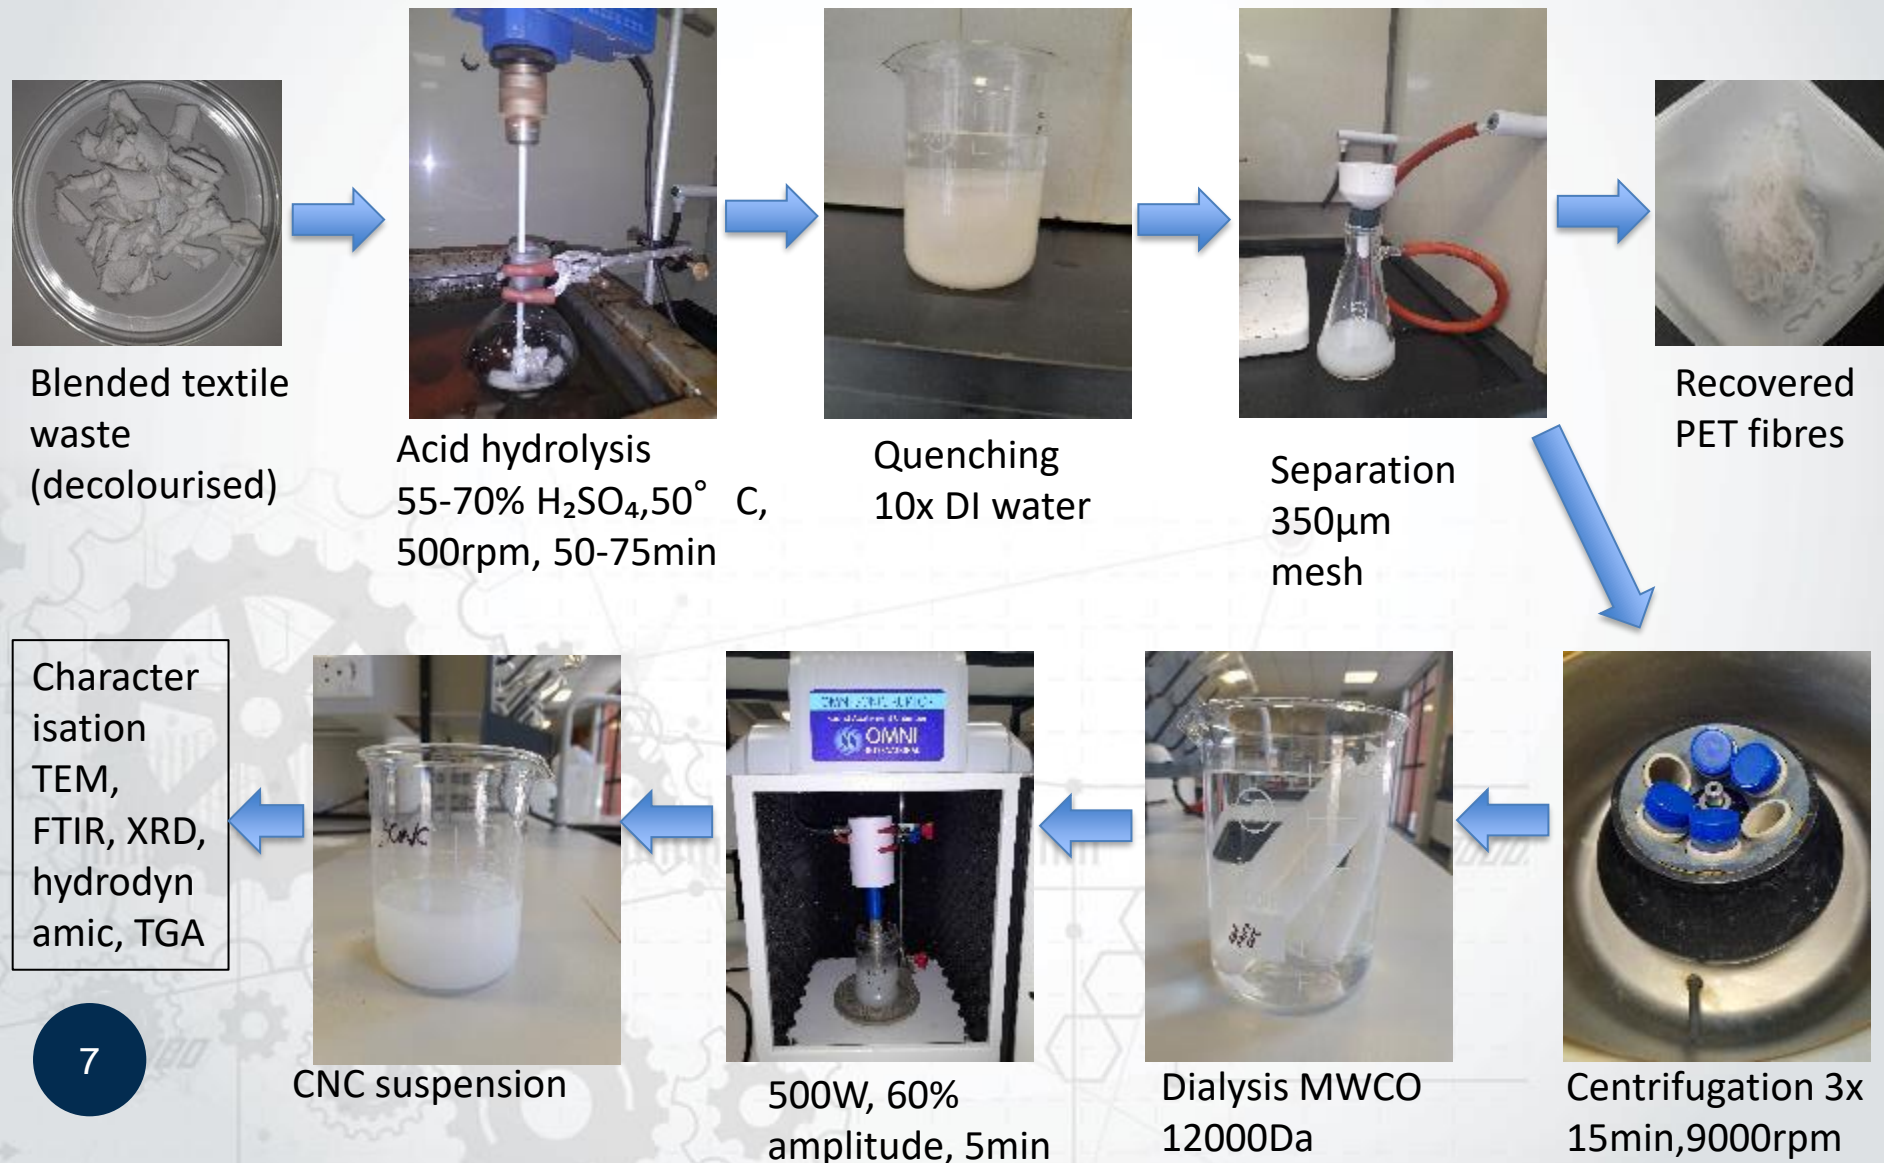 Blended textile
waste
(decolourised)
Acid hydrolysis
55-70% H₂SO₄,50° C,
500rpm, 50-75min
Quenching
10x DI water
Separation
350µm
mesh
Recovered
PET fibres
Character
isation
TEM,
FTIR, XRD,
hydrodyn
amic, TGA
CNC suspension
OMNI
INTERNATIONAL
500W, 60%
amplitude, 5min
Dialysis MWCO
12000Da
Centrifugation 3x
15min,9000rpm
7